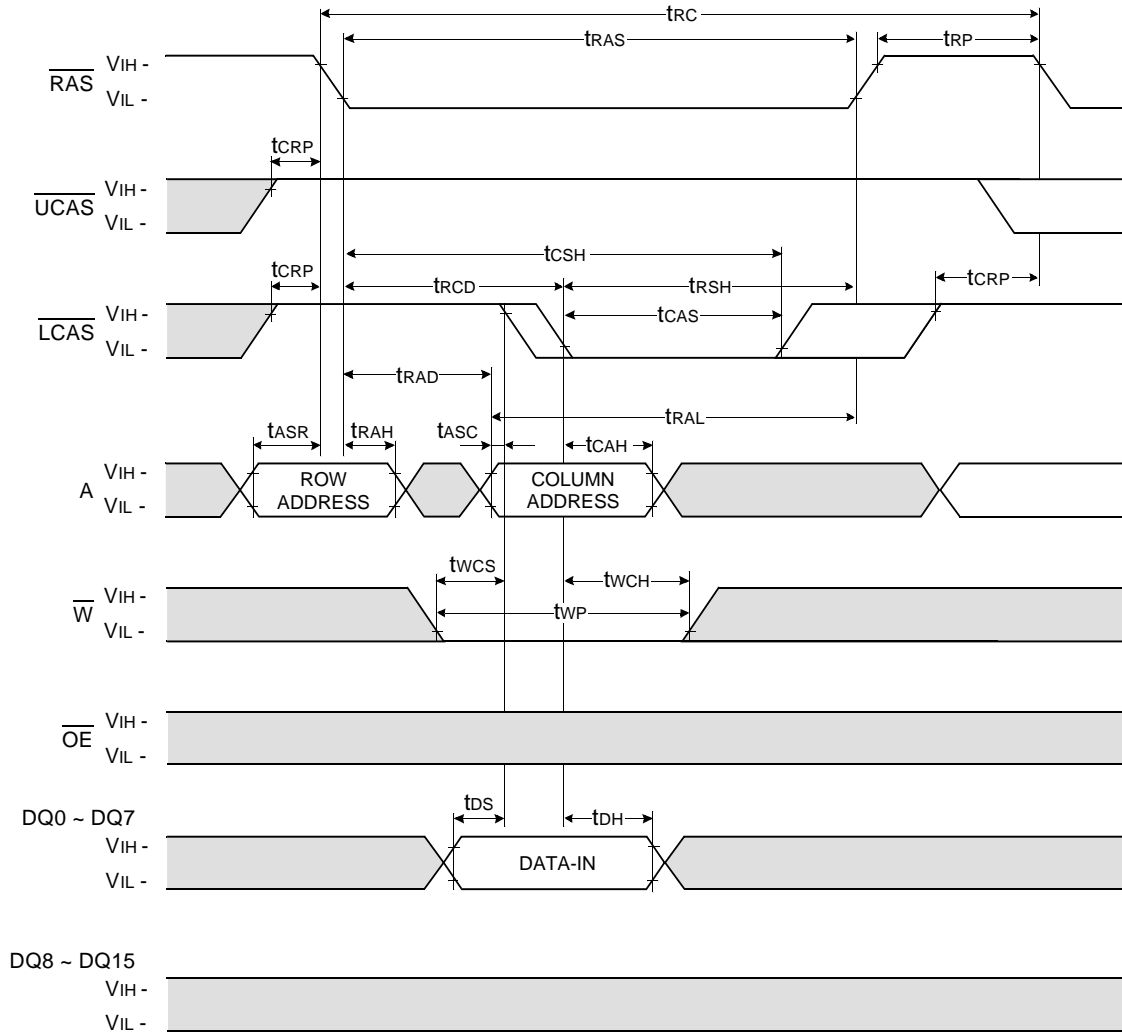 tRC
tRAS
tRP
RAS
VIH -
VIL -
tCRP
UCAS
VIH -
VIL -
tCSH
tCRP
tRCD
tRSH
tCRP
LCAS
VIH -
VIL -
tCAS
tRAD
tRAL
tASR
tRAH
tASC
tCAH
A
VIH -
VIL -
ROW
ADDRESS
COLUMN
ADDRESS
tWCS
tWCH
W
VIH -
VIL -
tWP
OE
VIH -
VIL -
tDS
tDH
DQ0 ~ DQ7
VIH -
VIL -
DATA-IN
DQ8 ~ DQ15
VIH -
VIL -